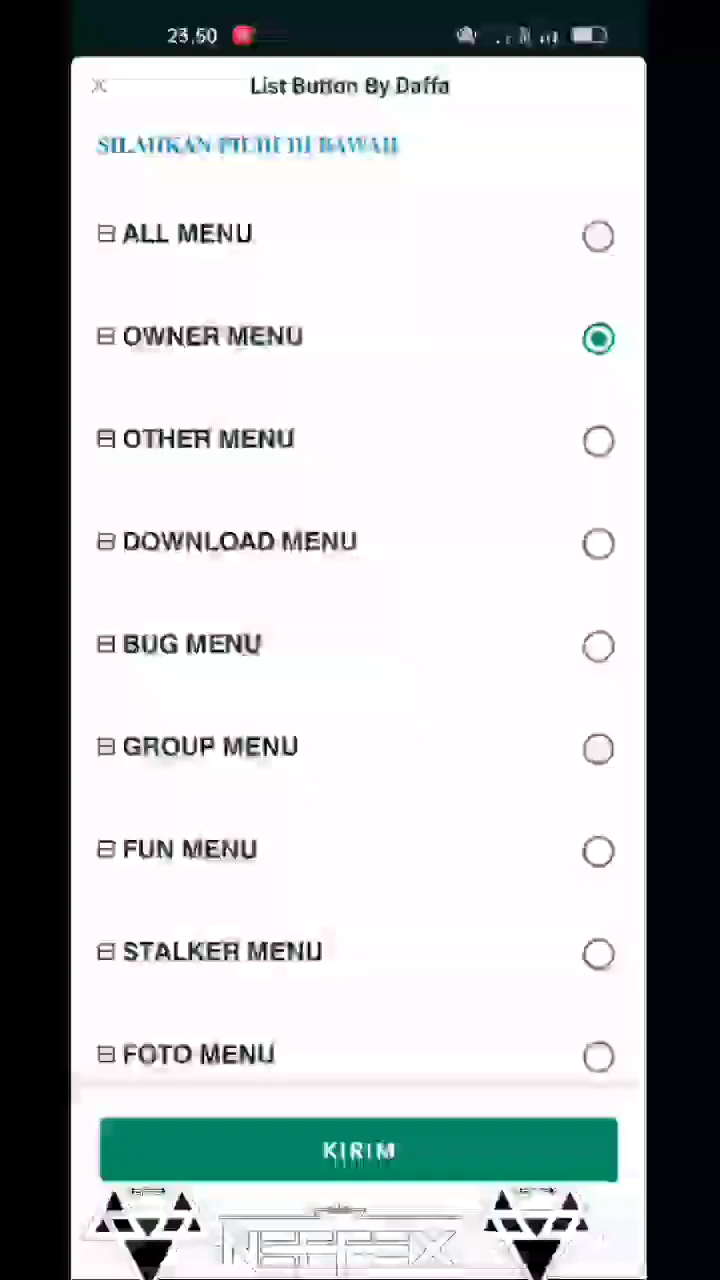 23.50
List Button By Daffa
SILAHKAN PILIH DI BAWAH
ALL MENU
OWNER MENU
OTHER MENU
DOWNLOAD MENU
BUG MENU
GROUP MENU
FUN MENU
STALKER MENU
FOTO MENU
KIRIM
NEFFEX